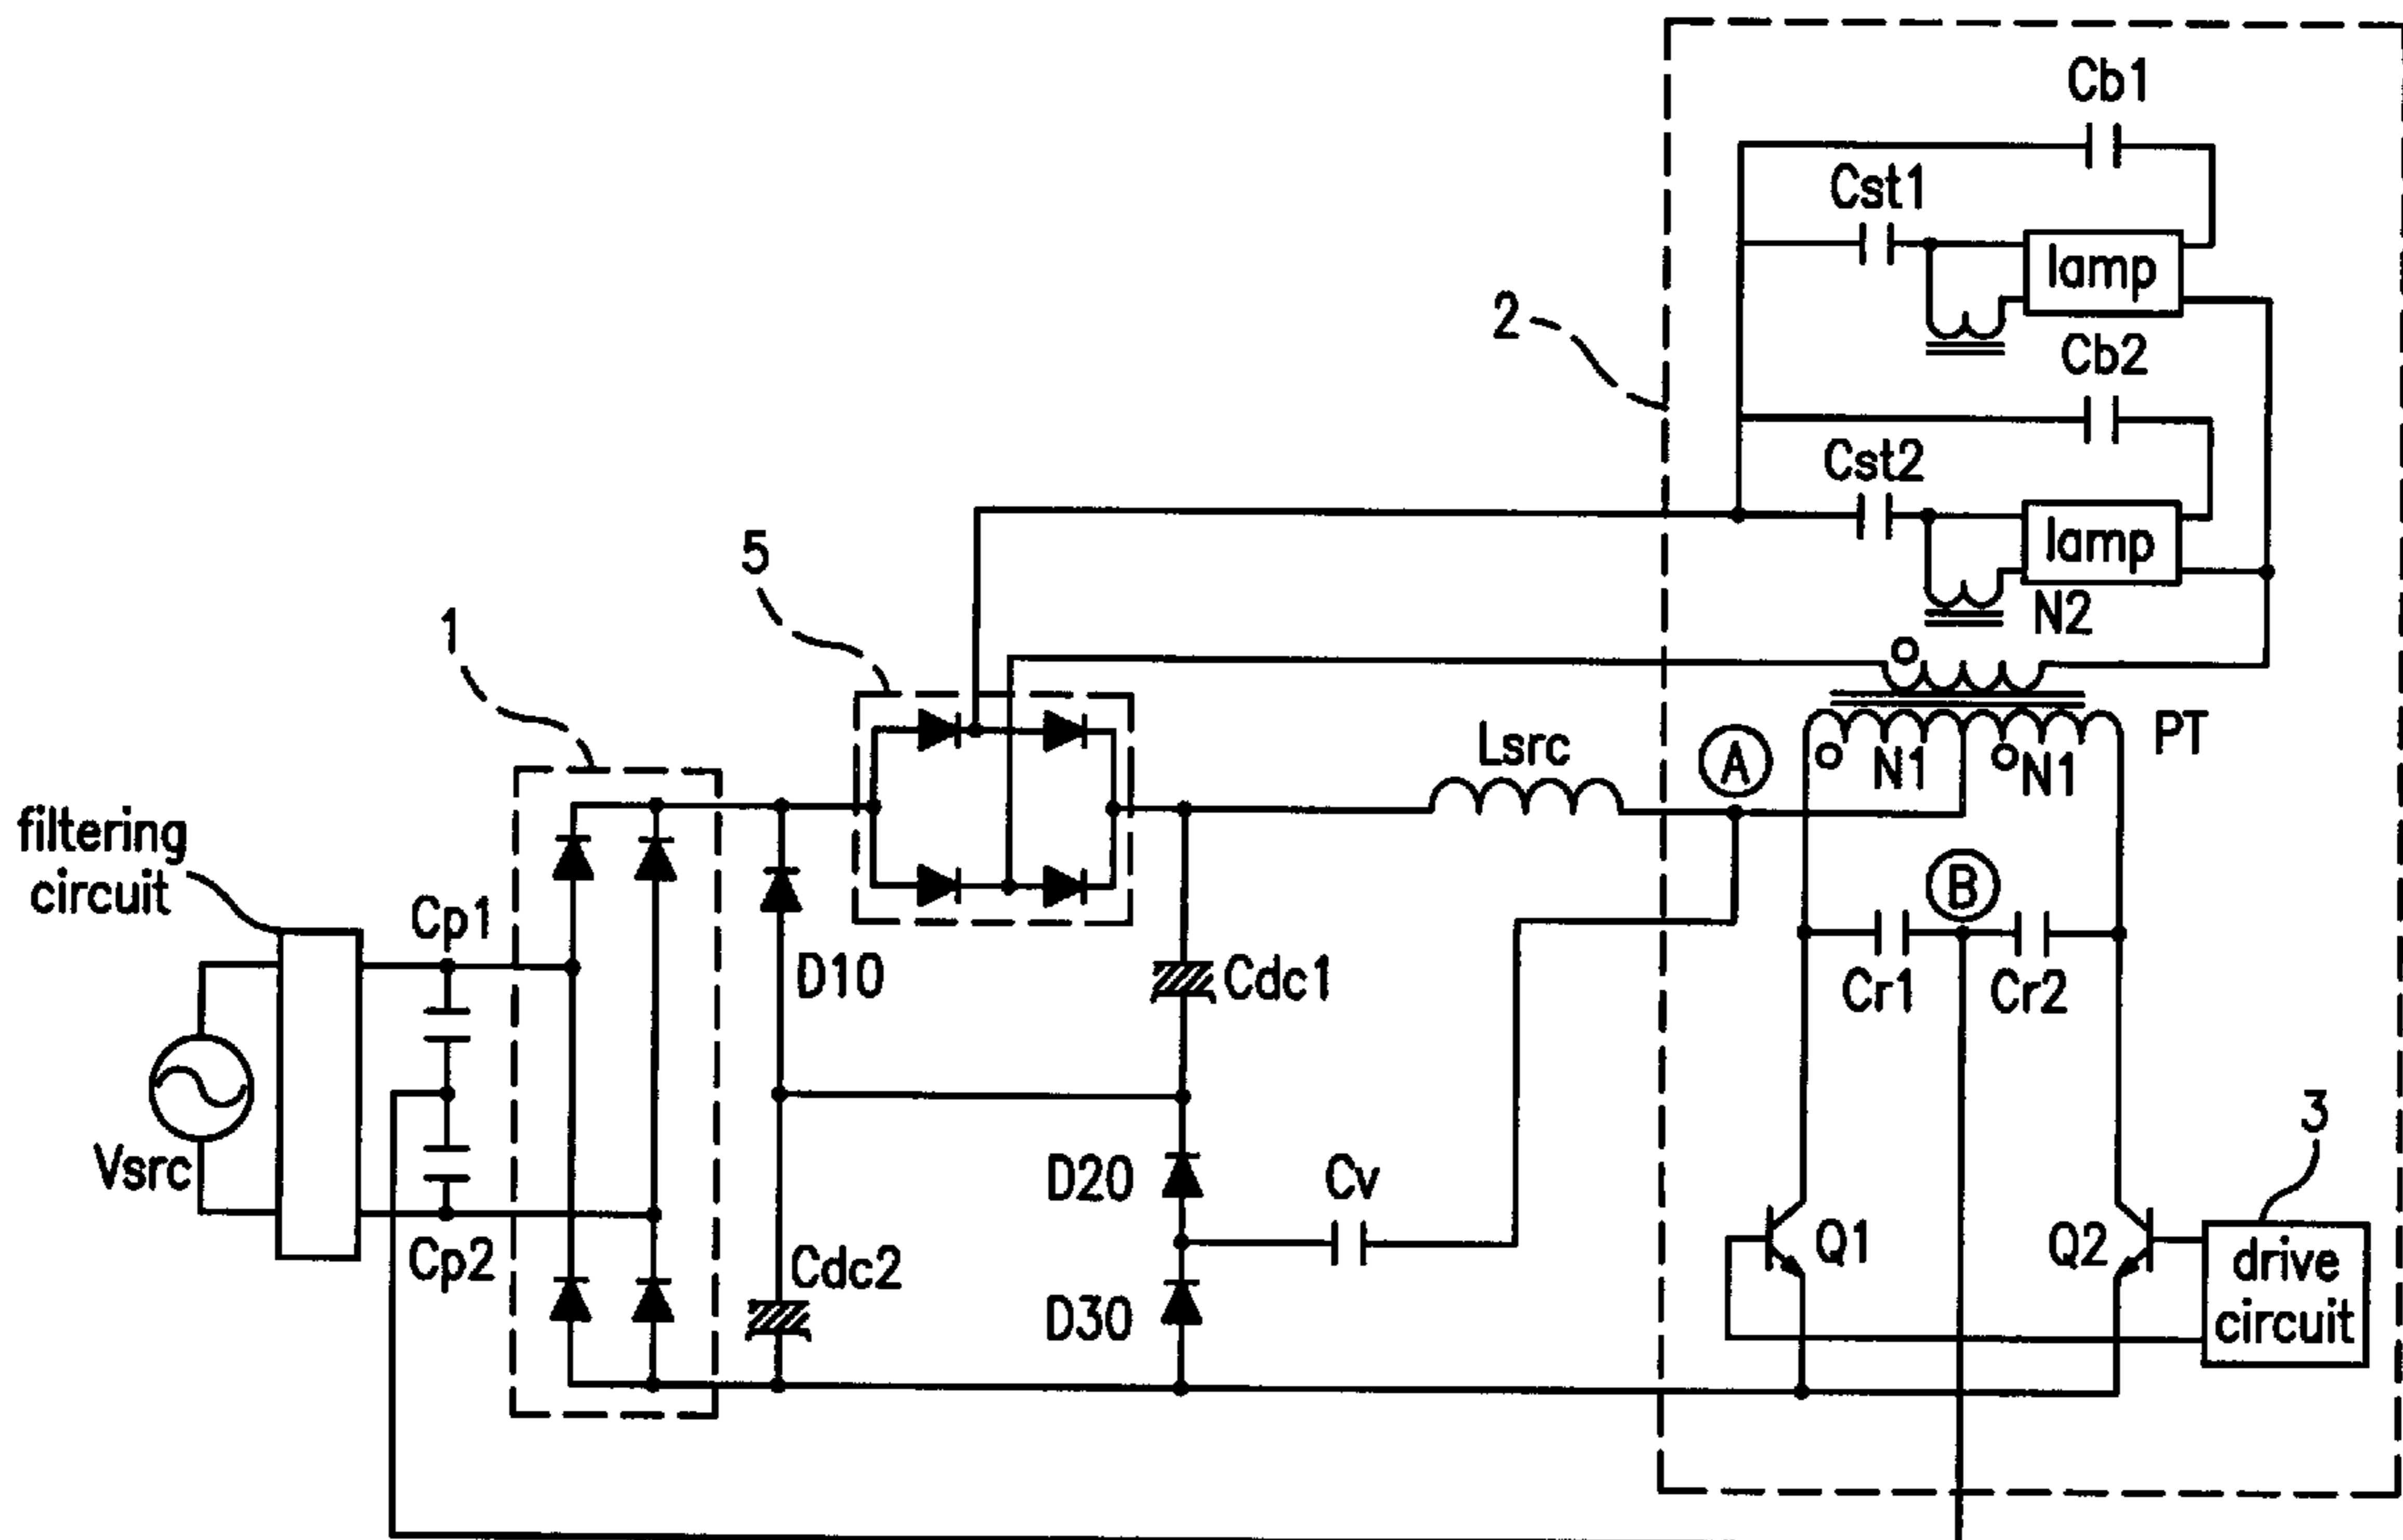 Cb1
Cst1
lamp
2
Cb2
Cst2
lamp
5
N2
1
PT
Lsrc
A
N1
N1
filtering
circuit
Cp1
B
D10
Cdc1
Cr1
Cr2
3
Vsrc
D20
Cv
Q1
Q2
drive
circuit
Cp2
Cdc2
D30